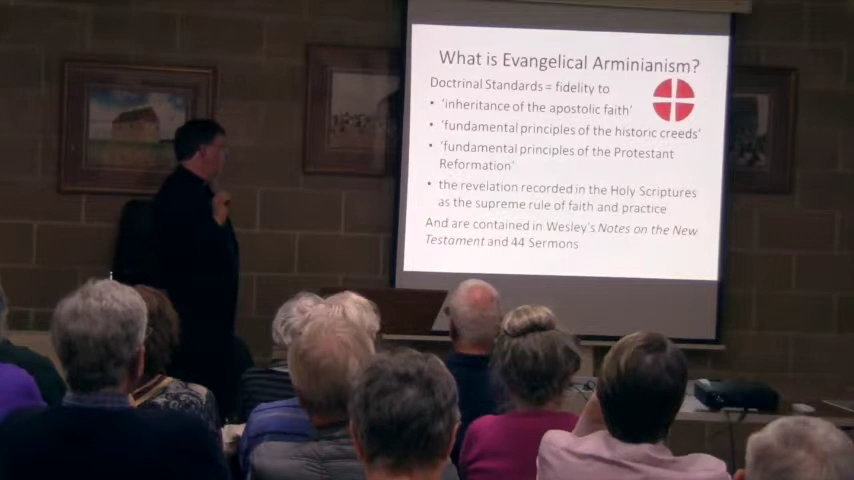 What is Evangelical Arminianism?
Doctrinal Standards = fidelity to
• 'inheritance of the apostolic faith'
• 'fundamental principles of the historic creeds'
• 'fundamental principles of the Protestant
Reformation'
• the revelation recorded in the Holy Scriptures
as the supreme rule of faith and practice
And are contained in Wesley's Notes on the New
Testament and 44 Sermons